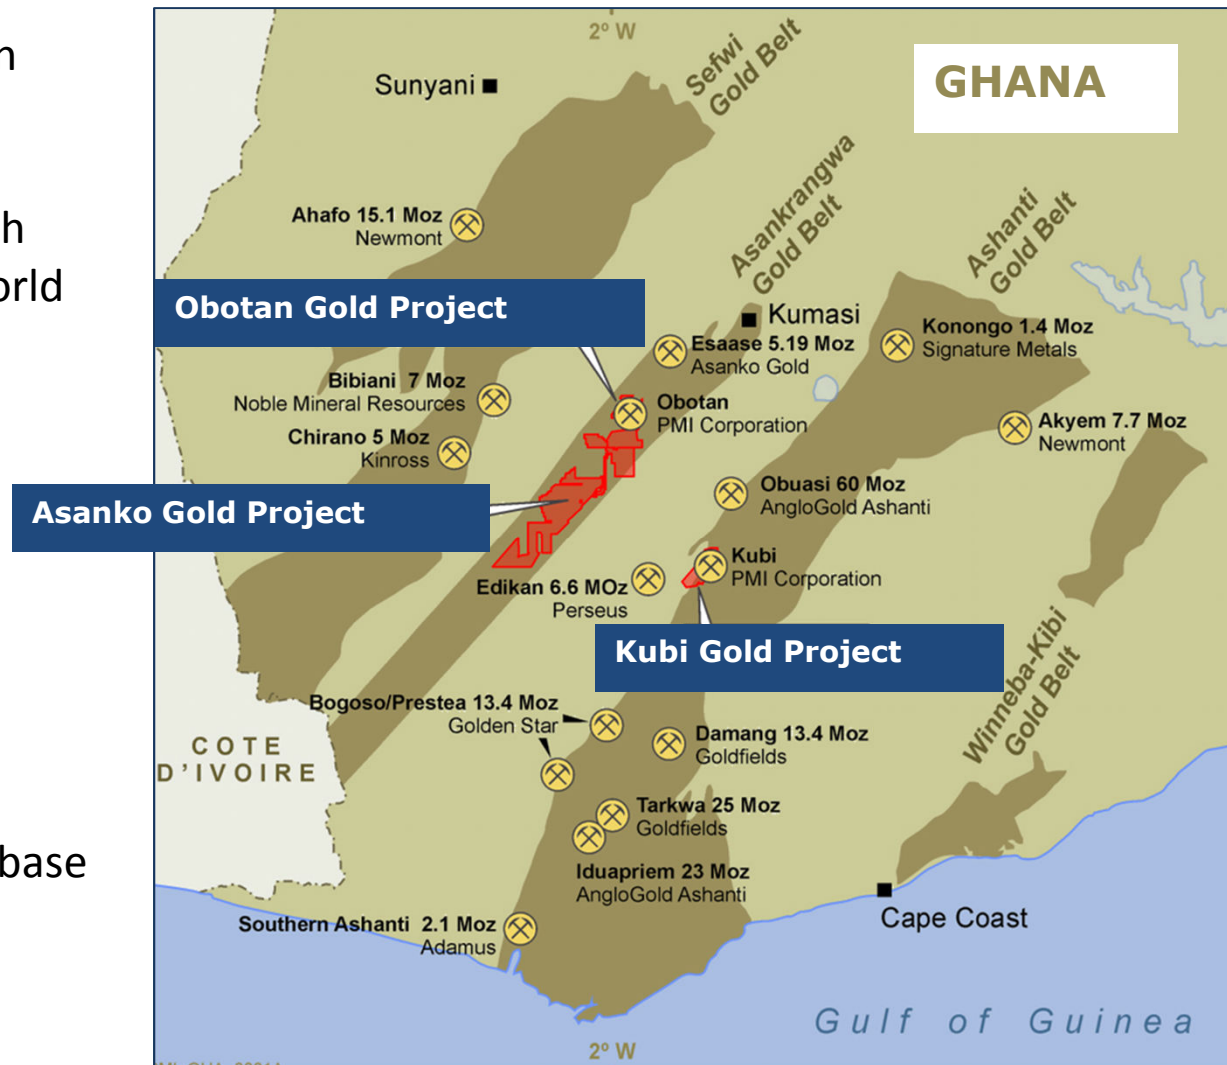 n
h
orld
base
2º W
GHANA
Sunyani
Sefwi
Gold Belt
Asankrangwa
Gold Belt
Ashanti
Gold Belt
Ahafo 15.1 Moz
Newmont
Obotan Gold Project
Kumasi
Esaase 5.19 Moz
Asanko Gold
Konongo 1.4 Moz
Signature Metals
Bibiani 7 Moz
Noble Mineral Resources
Obotan
PMI Corporation
Chirano 5 Moz
Kinross
Akyem 7.7 Moz
Newmont
Obuasi 60 Moz
AngloGold Ashanti
Asanko Gold Project
Kubi
PMI Corporation
Edikan 6.6 MOz
Perseus
Kubi Gold Project
Winneba-Kibi
Gold Belt
Bogoso/Prestea 13.4 Moz
Golden Star
Damang 13.4 Moz
Goldfields
COTE
D'IVOIRE
Tarkwa 25 Moz
Goldfields
Iduapriem 23 Moz
AngloGold Ashanti
Southern Ashanti 2.1 Moz
Adamus
Cape Coast
Gulf of Guinea
2º W